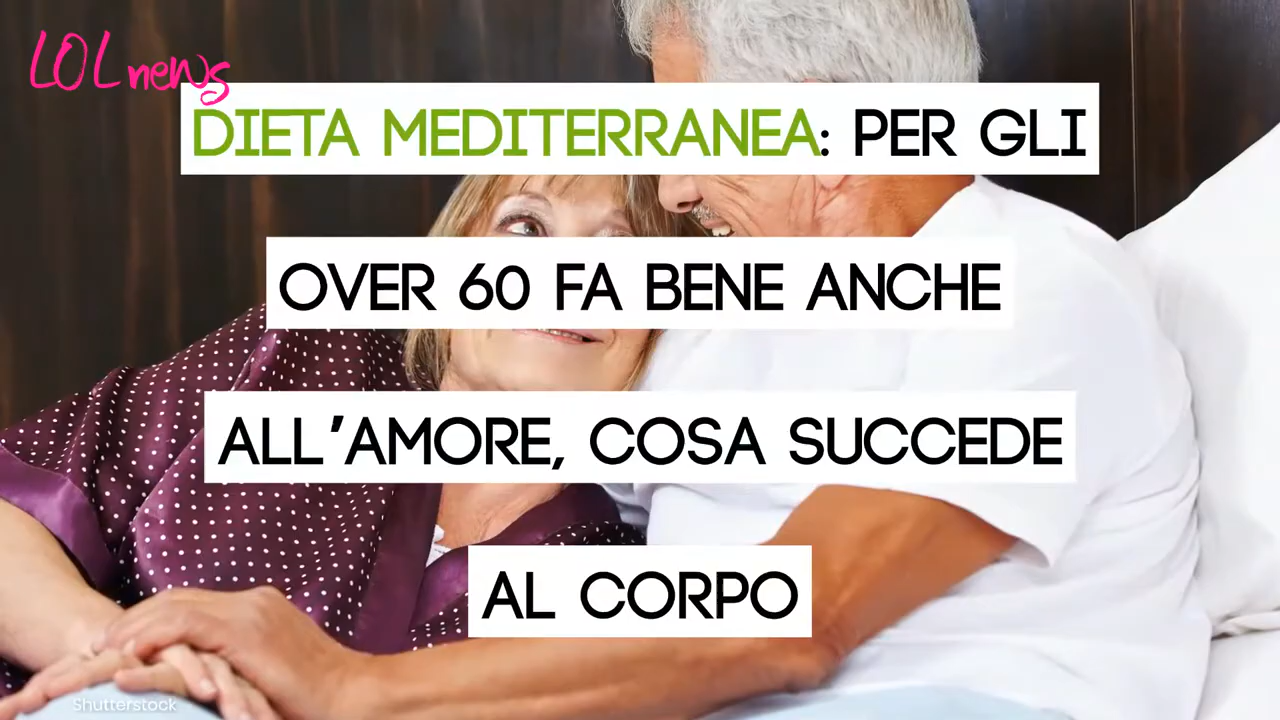 LOL news
DIETA MEDITERRANEA: PER GLI
OVER 60 FA BENE ANCHE
ALL'AMORE, COSA SUCCEDE
AL CORPO
Shutterstock